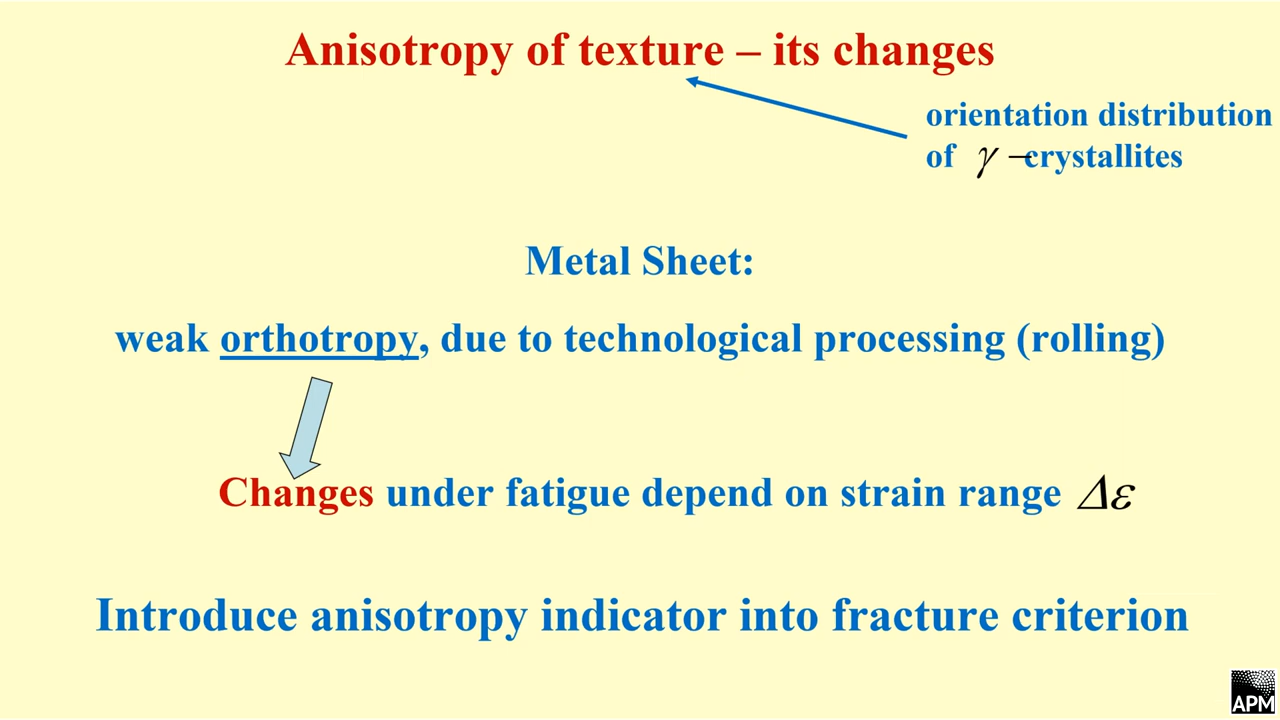 Anisotropy of texture – its changes
orientation distribution
of γ – crystallites
Metal Sheet:
weak orthotropy, due to technological processing (rolling)
Changes under fatigue depend on strain range Δε
Introduce anisotropy indicator into fracture criterion
APM